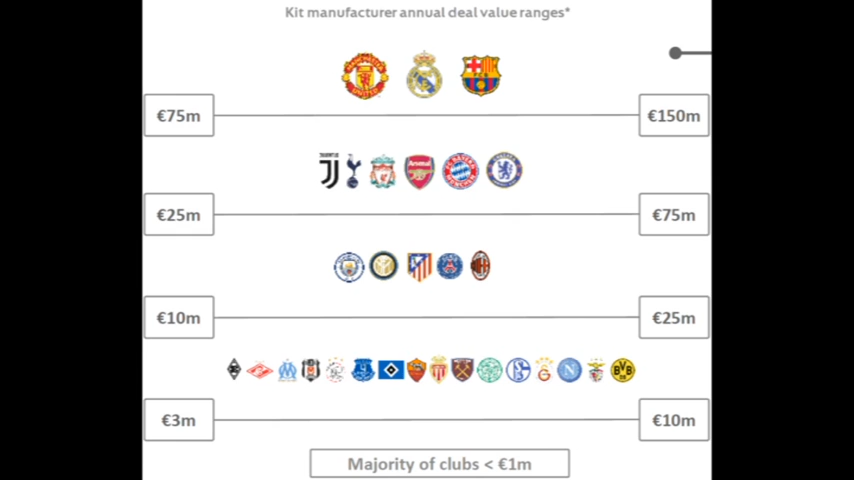 Kit manufacturer annual deal value ranges*
€75m
€150m
€25m
€75m
€10m
€25m
€3m
€10m
Majority of clubs < €1m